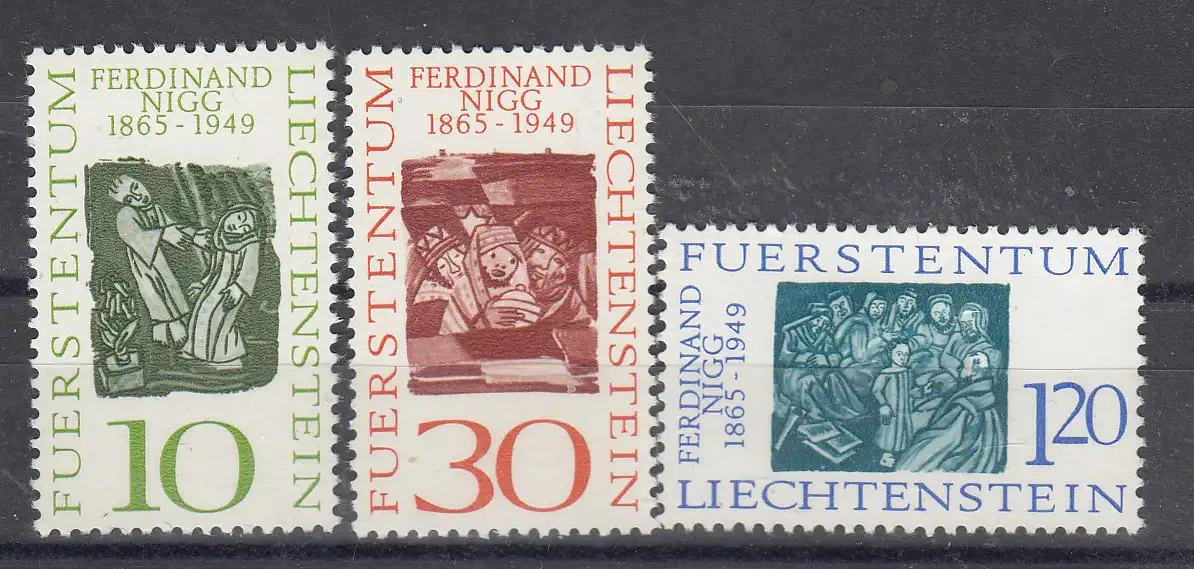 FUERSTENTUM
FERDINAND
NIGG
1865 - 1949
LIECHTENSTEIN
10
FUERSTENTUM
FERDINAND
NIGG
1865 - 1949
LIECHTENSTEIN
30
FUERSTENTUM
FERDINAND
NIGG
1865-1949
1.20
LIECHTENSTEIN